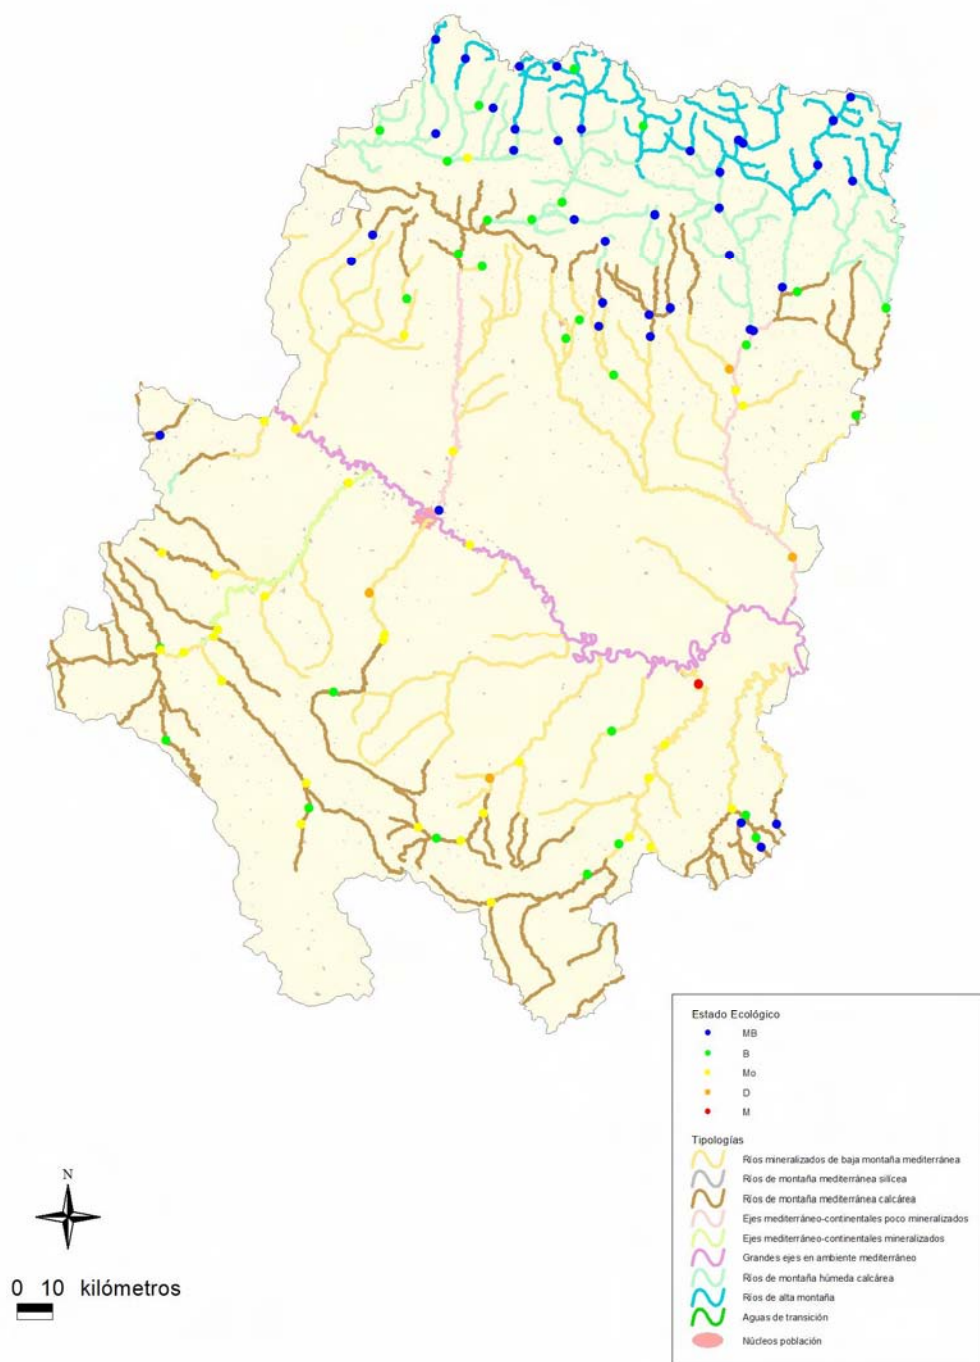 Estado Ecológico
MB
B
Mo
D
M
Tipologías
Ríos mineralizados de baja montaña mediterránea
Ríos de montaña mediterránea silícea
Ríos de montaña mediterránea calcárea
Ejes mediterráneo-continentales poco mineralizados
Ejes mediterráneo-continentales mineralizados
Grandes ejes en ambiente mediterráneo
Ríos de montaña húmeda calcárea
Ríos de alta montaña
Aguas de transición
Núcleos población
N
0 10 kilómetros